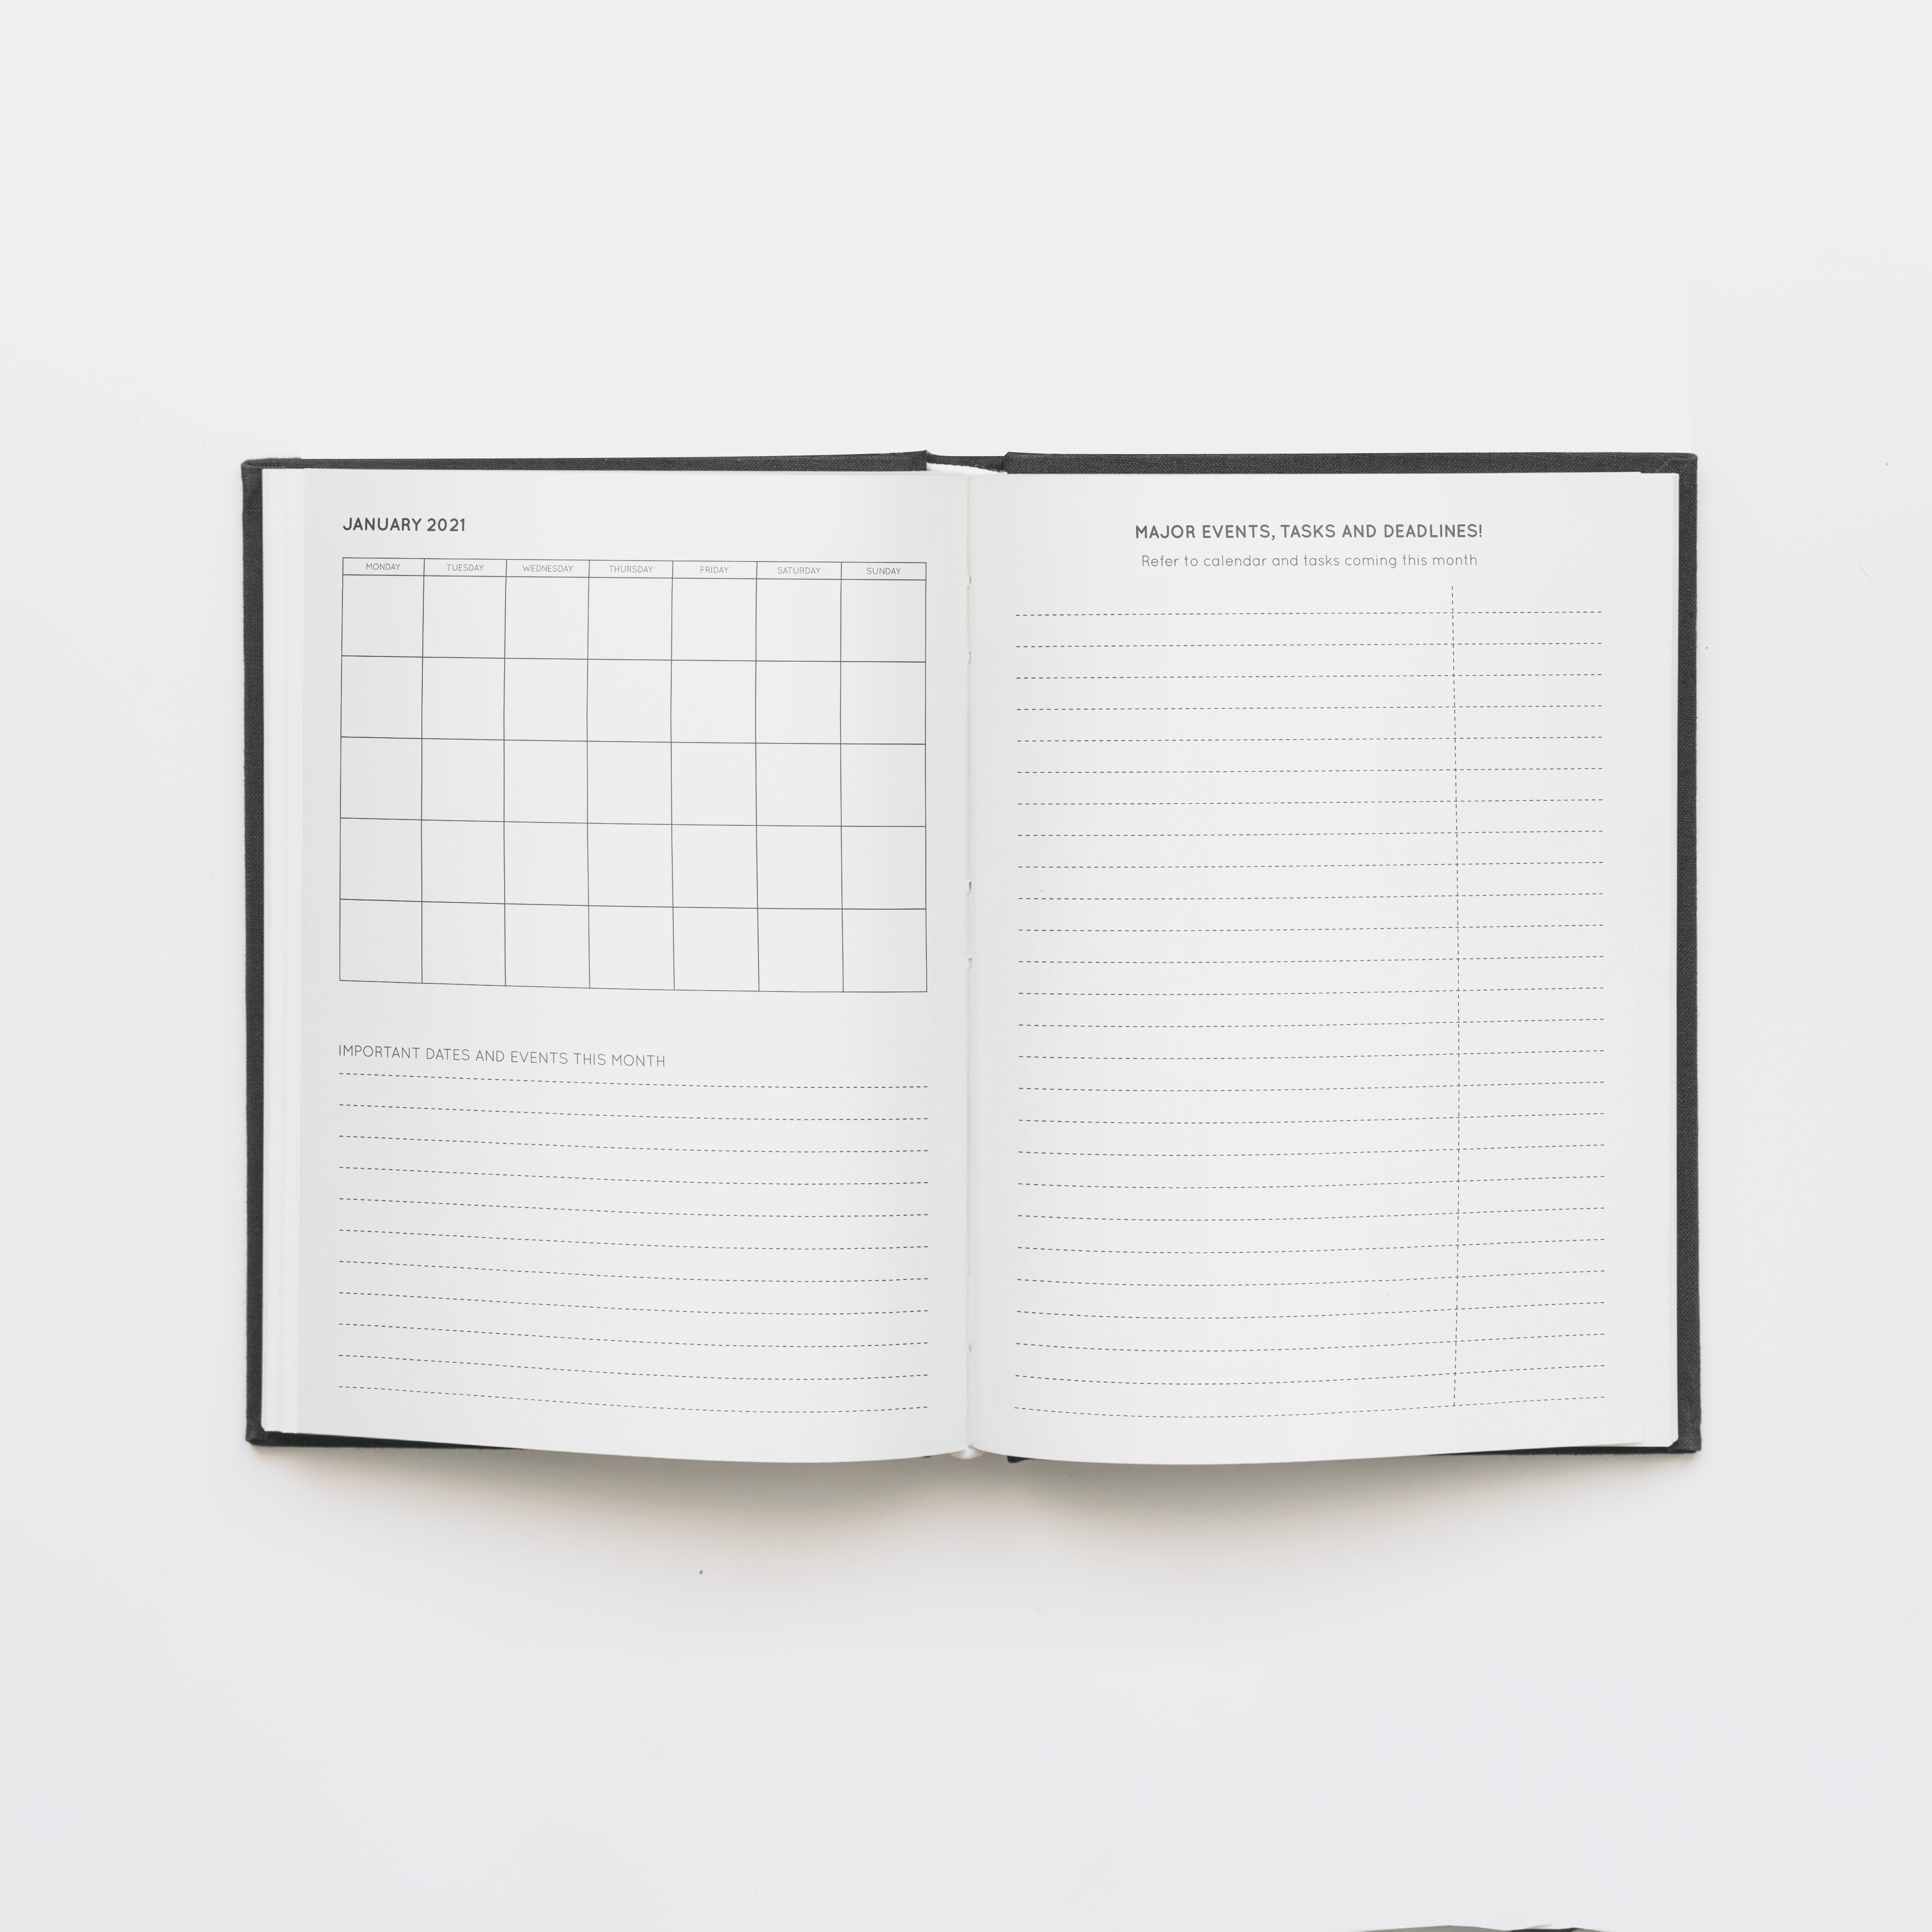 JANUARY 2021
MONDAY TUESDAY WEDNESDAY THURSDAY FRIDAY SATURDAY SUNDAY
IMPORTANT DATES AND EVENTS THIS MONTH
MAJOR EVENTS, TASKS AND DEADLINES!
Refer to calendar and tasks coming this month